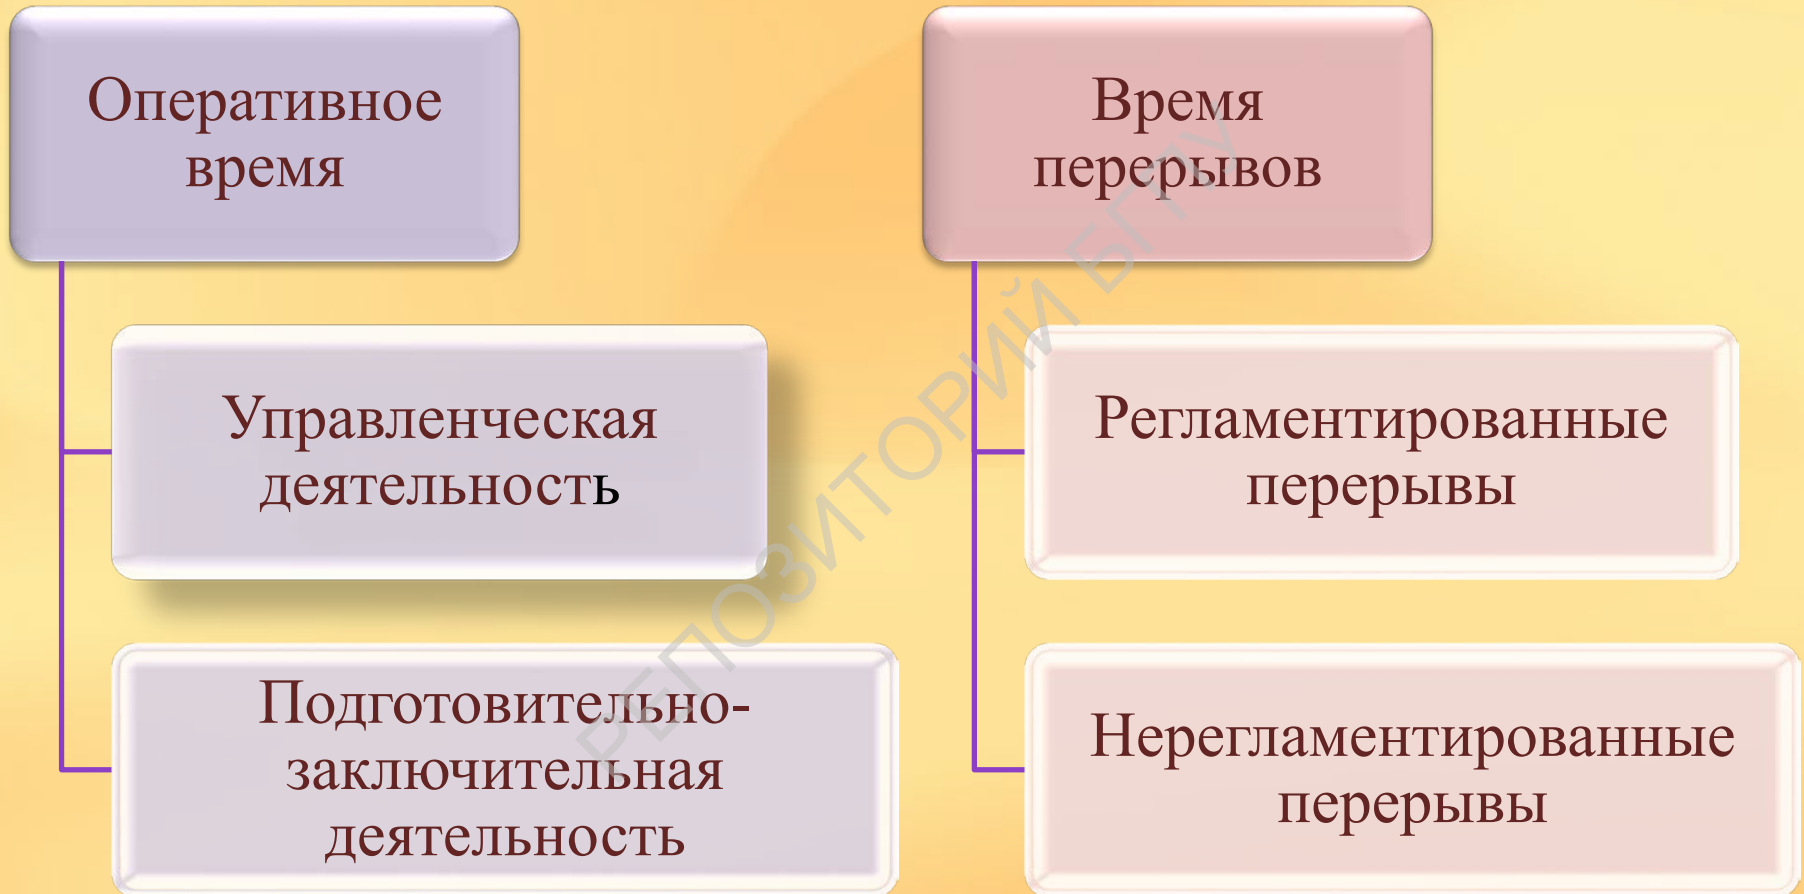 Оперативное
время
Управленческая
деятельность
Подготовительно-
заключительная
деятельность
Время
перерывов
Регламентированные
перерывы
Нерегламентированные
перерывы
РЕПОЗИТОРИЙ БГПУ